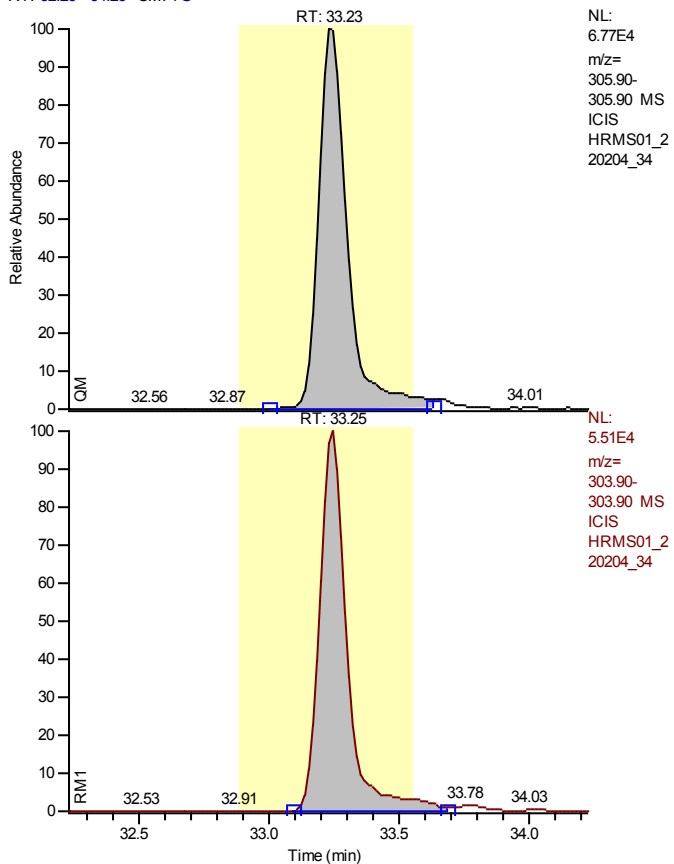 RT: 33.23
NL:
6.77E4
m/z=
305.90-
305.90 MS
ICIS
HRMS01_2
20204_34
100
90
80
70
60
50
40
30
20
10
0
Relative Abundance
QM
32.56
32.87
34.01
RT: 33.25
NL:
5.51E4
m/z=
303.90-
303.90 MS
ICIS
HRMS01_2
20204_34
100
90
80
70
60
50
40
30
20
10
0
RM1
32.53
32.91
33.78
34.03
32.5
33.0
33.5
34.0
Time (min)